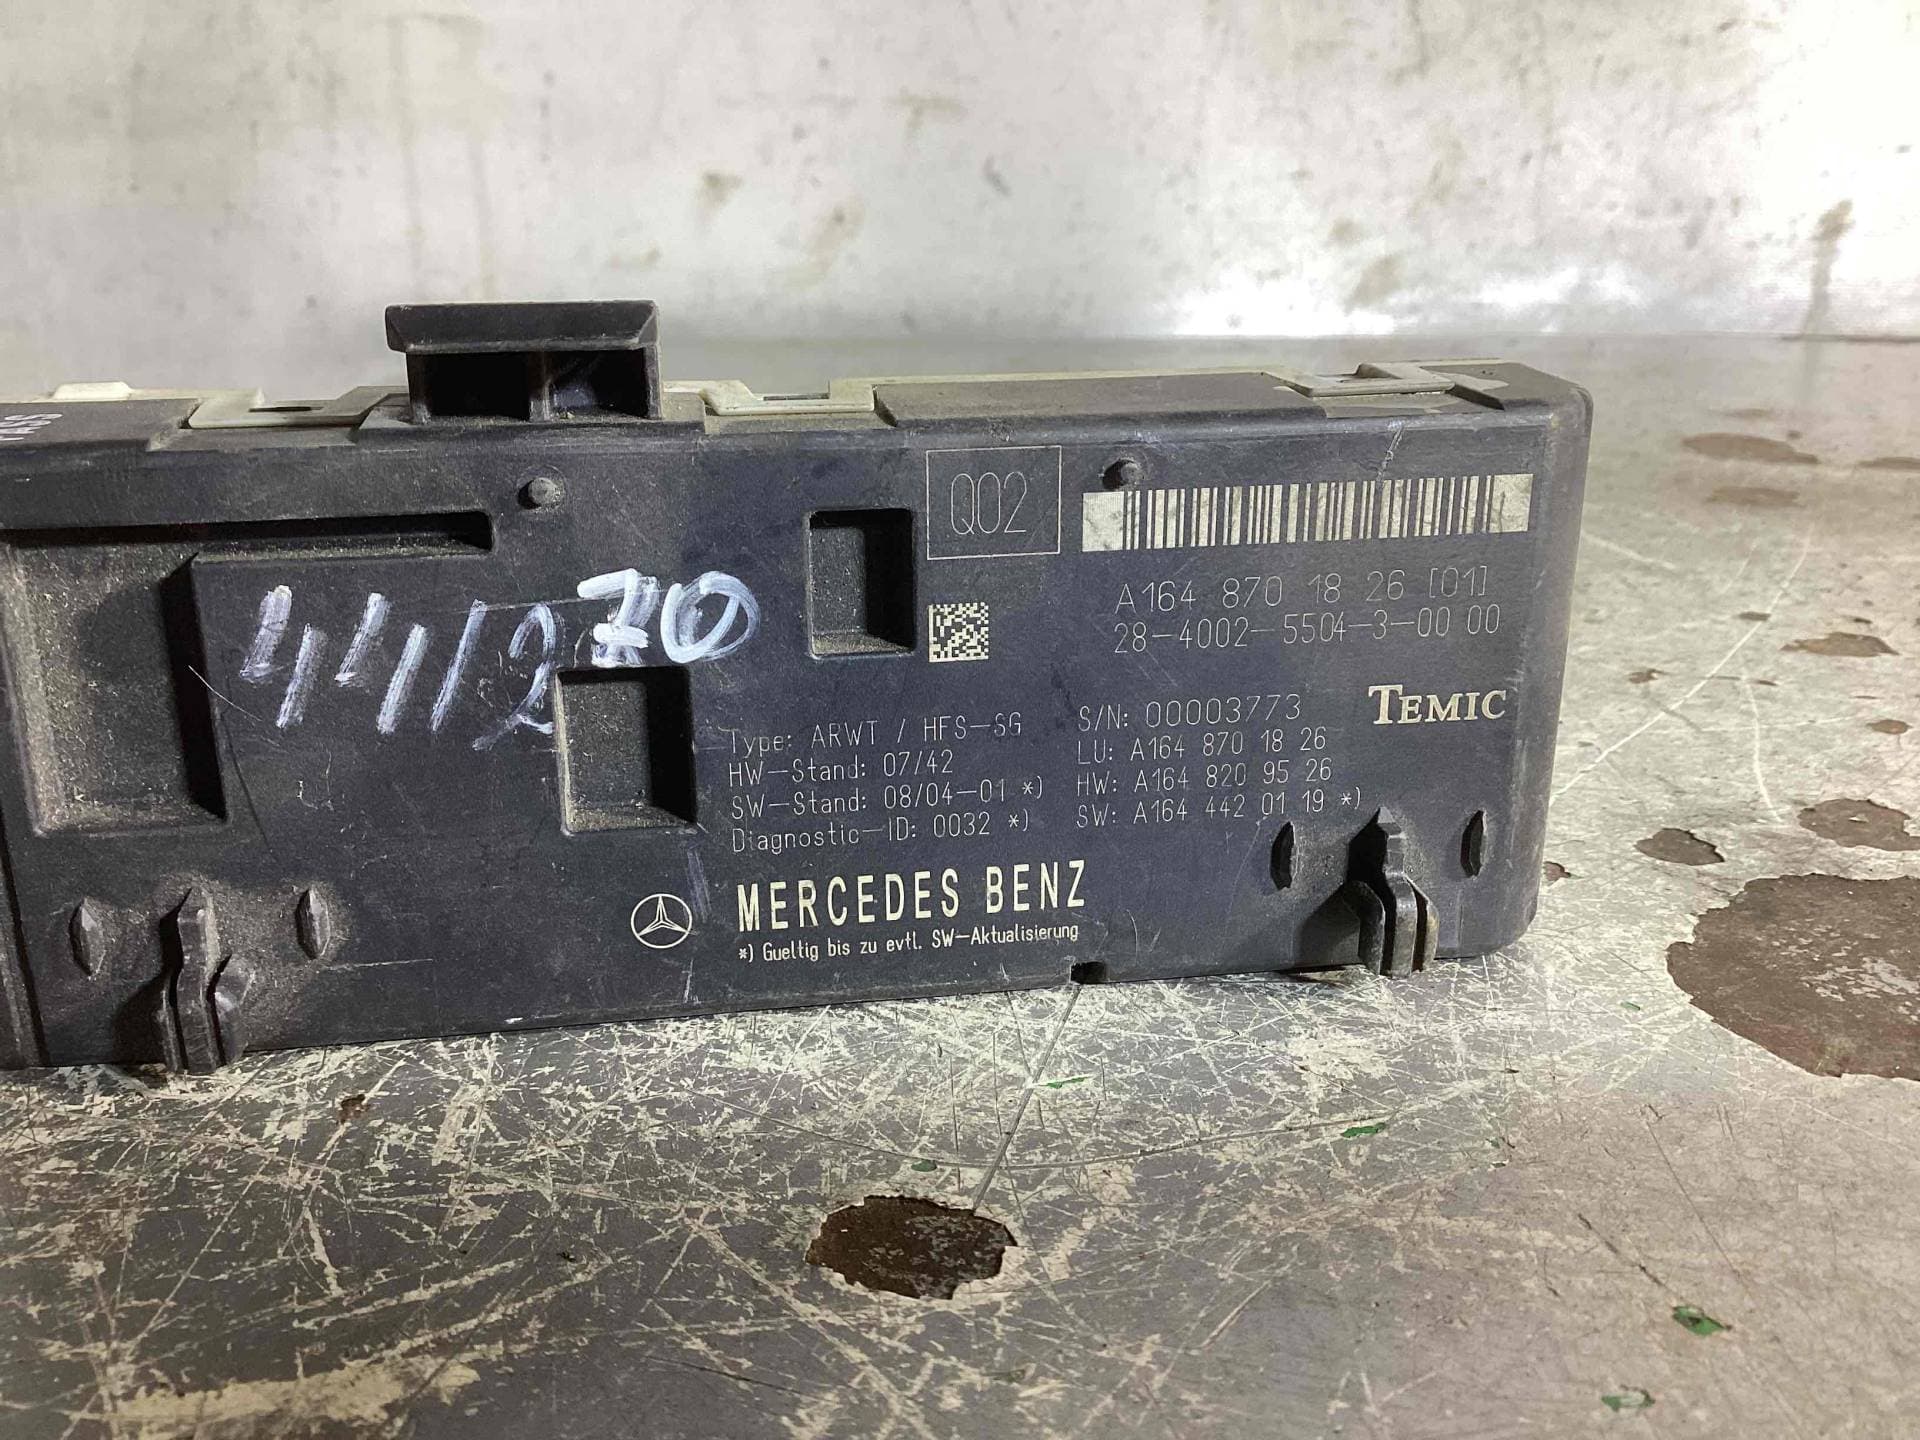 Q02
A164 870 18 26 [01]
28-4002-5504-3-00 00
441270
TEMIC
Type: ARWT / HFS-SG
HW-Stand: 07/42
SW-Stand: 08/04-01 *)
Diagnostic-ID: 0032 *)
S/N: 00003773
LU: A164 870 18 26
HW: A164 820 95 26
SW: A164 442 01 19 *)
MERCEDES BENZ
*) Gueltig bis zu evtl. SW-Aktualisierung